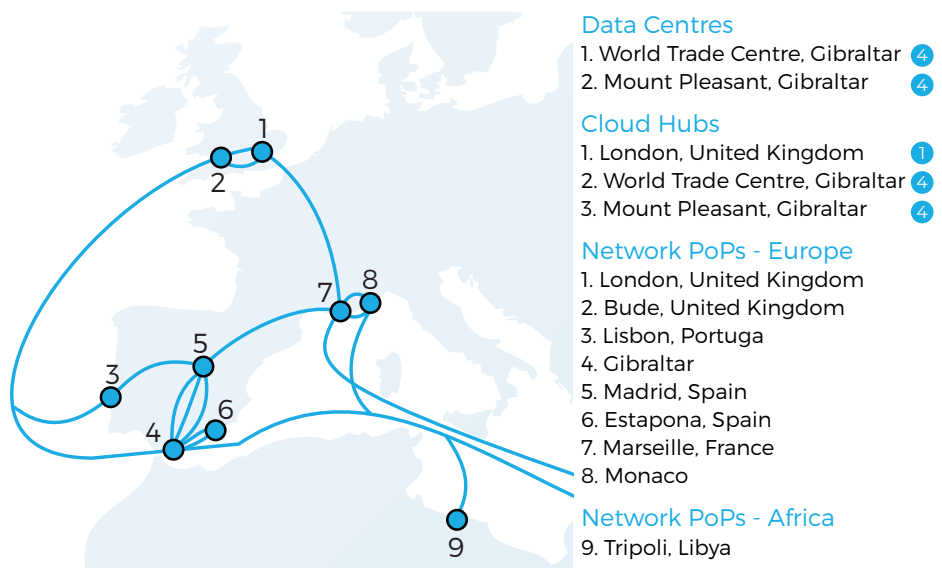 1
2
7
8
5
3
6
4
9
Data Centres
1. World Trade Centre, Gibraltar 4
2. Mount Pleasant, Gibraltar 4
Cloud Hubs
1. London, United Kingdom 1
2. World Trade Centre, Gibraltar 4
3. Mount Pleasant, Gibraltar 4
Network PoPs - Europe
1. London, United Kingdom
2. Bude, United Kingdom
3. Lisbon, Portuga
4. Gibraltar
5. Madrid, Spain
6. Estapona, Spain
7. Marseille, France
8. Monaco
Network PoPs - Africa
9. Tripoli, Libya